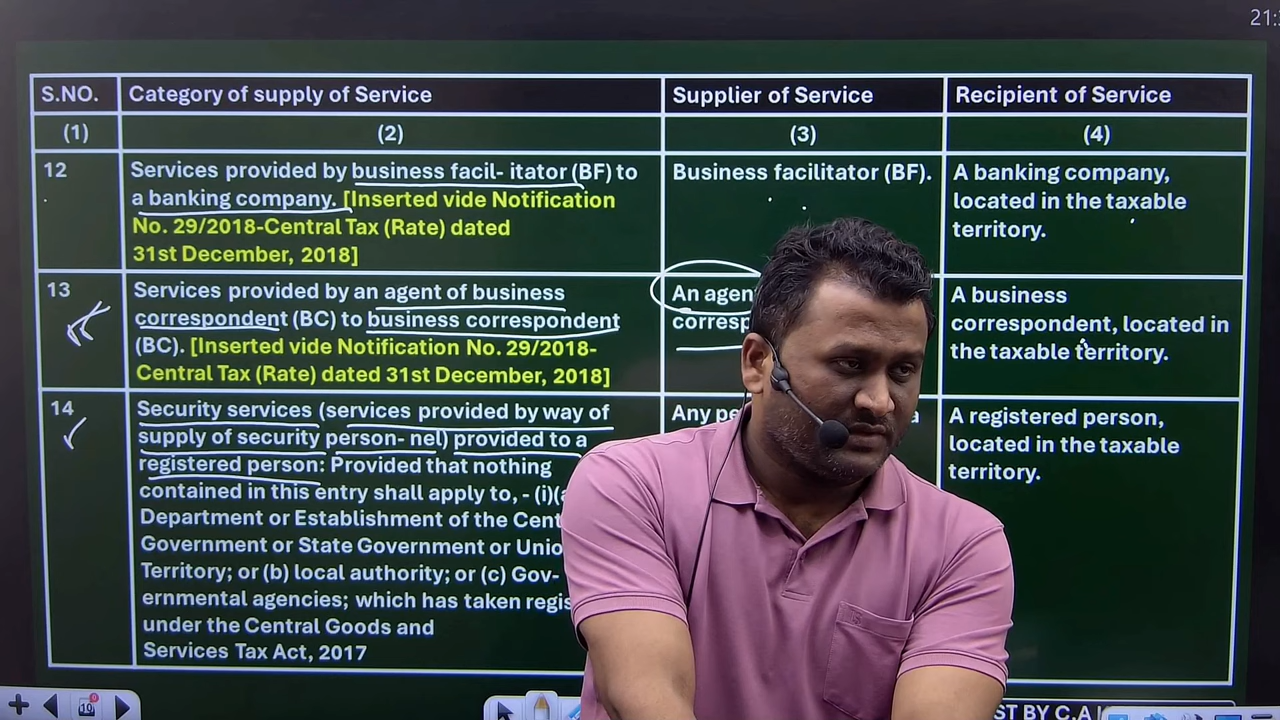 21:
S.NO. Category of supply of Service Supplier of Service Recipient of Service
(1) (2) (3) (4)
12 Services provided by business facil- itator (BF) to Business facilitator (BF). A banking company,
a banking company. [Inserted vide Notification located in the taxable
No. 29/2018-Central Tax (Rate) dated territory.
31st December, 2018]
13 Services provided by an agent of business An agen A business
correspondent (BC) to business correspondent corresp correspondent, located in
(BC). [Inserted vide Notification No. 29/2018- the taxable territory.
Central Tax (Rate) dated 31st December, 2018]
14 Security services (services provided by way of Any pe A registered person,
supply of security person- nel) provided to a located in the taxable
registered person: Provided that nothing territory.
contained in this entry shall apply to, - (i)(a
Department or Establishment of the Cent
Government or State Government or Unio
Territory; or (b) local authority; or (c) Gov-
ernmental agencies; which has taken regis
under the Central Goods and
Services Tax Act, 2017
10
ST BY C.A